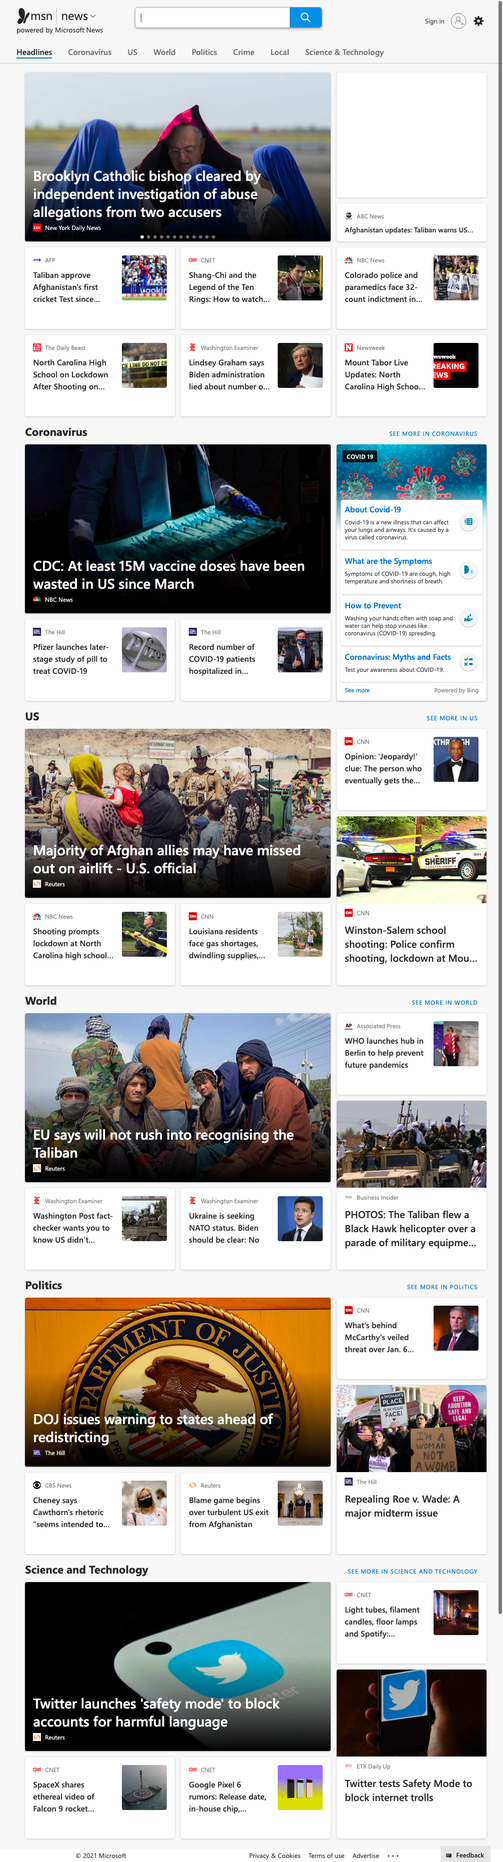 msn news
powered by Microsoft News
Sign in
Headlines Coronavirus US World Politics Crime Local Science & Technology
Brooklyn Catholic bishop cleared by
independent investigation of abuse
allegations from two accusers
New York Daily News
ABC News
Afghanistan updates: Taliban warns US...
AFP
Taliban approve
Afghanistan's first
cricket Test since...
CNET
Shang-Chi and the
Legend of the Ten
Rings: How to watch...
NBC News
Colorado police and
paramedics face 32-
count indictment in...
The Daily Beast
North Carolina High
School on Lockdown
After Shooting on...
Washington Examiner
Lindsey Graham says
Biden administration
lied about number o...
Newsweek
Mount Tabor Live
Updates: North
Carolina High Schoo...
Coronavirus
SEE MORE IN CORONAVIRUS
CDC: At least 15M vaccine doses have been
wasted in US since March
NBC News
COVID 19
About Covid-19
Covid-19 is a new illness that can affect
your lungs and airways. It's caused by a
virus called coronavirus.
What are the Symptoms
Symptoms of COVID-19 are cough, high
temperature and shortness of breath.
How to Prevent
Washing your hands often with soap and
water can help stop viruses like
coronavirus (COVID-19) spreading.
Coronavirus: Myths and Facts
Test your awareness about COVID-19.
See more
Powered by Bing
The Hill
Pfizer launches later-
stage study of pill to
treat COVID-19
The Hill
Record number of
COVID-19 patients
hospitalized in...
US
SEE MORE IN US
Majority of Afghan allies may have missed
out on airlift - U.S. official
Reuters
CNN
Opinion: 'Jeopardy!'
clue: The person who
eventually gets the...
SHERIFF
CNN
Winston-Salem school
shooting: Police confirm
shooting, lockdown at Mou...
NBC News
Shooting prompts
lockdown at North
Carolina high school...
CNN
Louisiana residents
face gas shortages,
dwindling supplies,...
World
SEE MORE IN WORLD
EU says will not rush into recognising the
Taliban
Reuters
Associated Press
WHO launches hub in
Berlin to help prevent
future pandemics
Business Insider
PHOTOS: The Taliban flew a
Black Hawk helicopter over a
parade of military equipme...
Washington Examiner
Washington Post fact-
checker wants you to
know US didn't...
Washington Examiner
Ukraine is seeking
NATO status. Biden
should be clear: No
Politics
SEE MORE IN POLITICS
DOJ issues warning to states ahead of
redistricting
The Hill
CNN
What's behind
McCarthy's veiled
threat over Jan. 6...
KEEP
ABORTION
SAFE AND
LEGAL
I'M A
WOMAN
NOT
A WOMB
The Hill
Repealing Roe v. Wade: A
major midterm issue
CBS News
Cheney says
Cawthorn's rhetoric
"seems intended to...
Reuters
Blame game begins
over turbulent US exit
from Afghanistan
Science and Technology
SEE MORE IN SCIENCE AND TECHNOLOGY
Twitter launches 'safety mode' to block
accounts for harmful language
Reuters
CNET
Light tubes, filament
candles, floor lamps
and Spotify:...
ETX Daily Up
Twitter tests Safety Mode to
block internet trolls
CNET
SpaceX shares
ethereal video of
Falcon 9 rocket...
CNET
Google Pixel 6
rumors: Release date,
in-house chip,...
© 2021 Microsoft
Privacy & Cookies Terms of use Advertise ...
Feedback